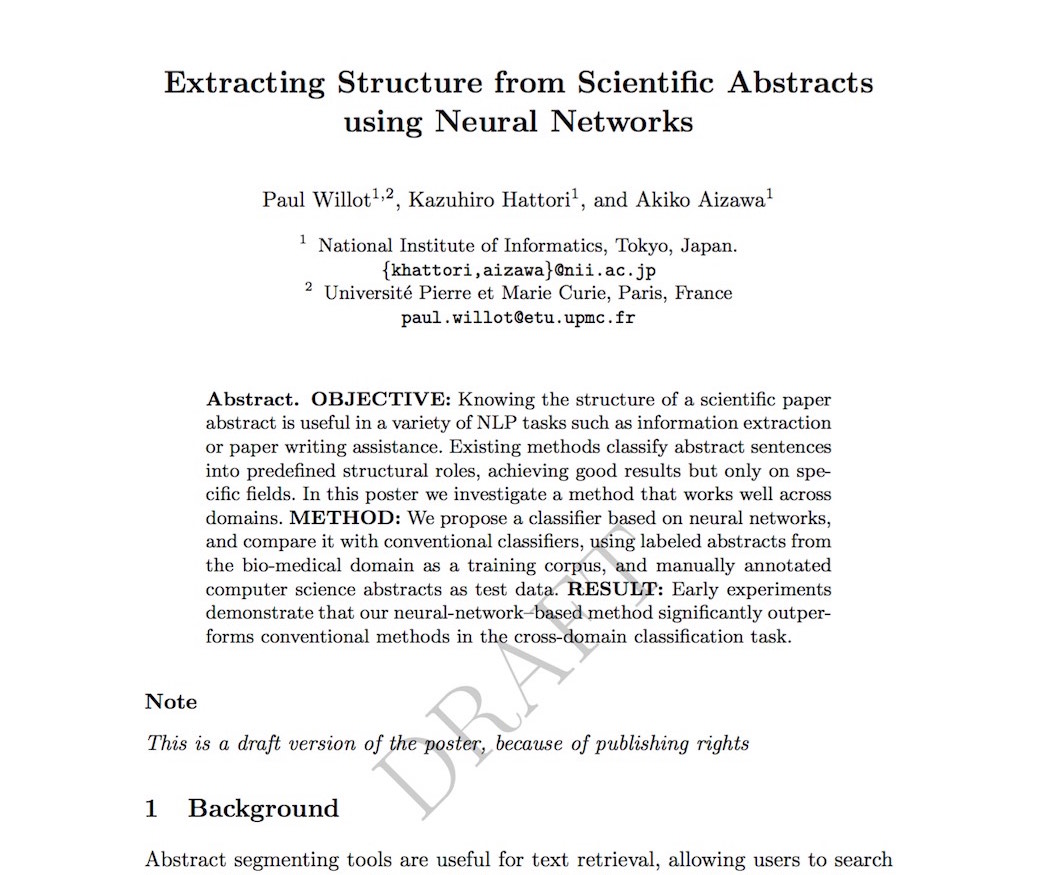 Extracting Structure from Scientific Abstracts
using Neural Networks
Paul Willot1,2, Kazuhiro Hattori1, and Akiko Aizawa1
1 National Institute of Informatics, Tokyo, Japan.
{khattori,aizawa}@nii.ac.jp
2 Université Pierre et Marie Curie, Paris, France
paul.willot@etu.upmc.fr
Abstract. OBJECTIVE: Knowing the structure of a scientific paper
abstract is useful in a variety of NLP tasks such as information extraction
or paper writing assistance. Existing methods classify abstract sentences
into predefined structural roles, achieving good results but only on spe-
cific fields. In this poster we investigate a method that works well across
domains. METHOD: We propose a classifier based on neural networks,
and compare it with conventional classifiers, using labeled abstracts from
the bio-medical domain as a training corpus, and manually annotated
computer science abstracts as test data. RESULT: Early experiments
demonstrate that our neural-network–based method significantly outper-
forms conventional methods in the cross-domain classification task.
DRAFT
Note
This is a draft version of the poster, because of publishing rights
1 Background
Abstract segmenting tools are useful for text retrieval, allowing users to search